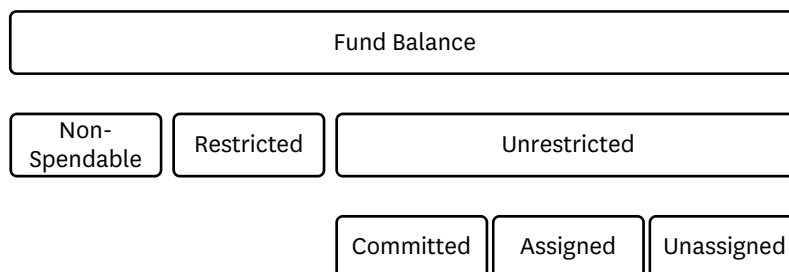 Fund Balance
Non-
Spendable
Restricted
Unrestricted
Committed
Assigned
Unassigned